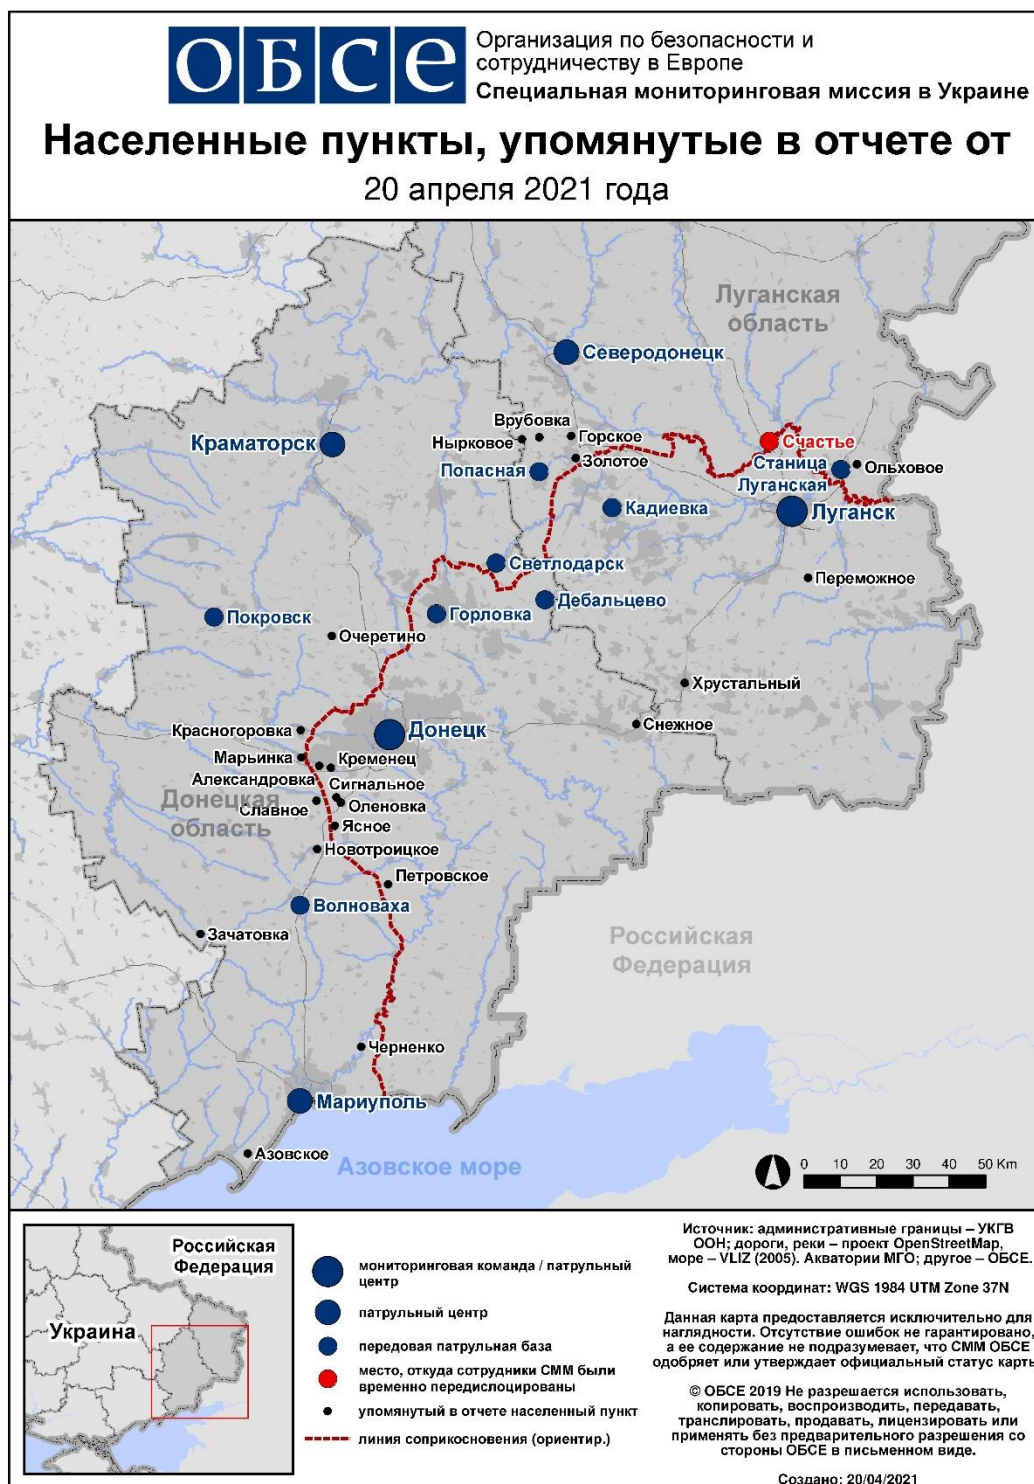 ОБСЕ
Организация по безопасности и
сотрудничеству в Европе
Специальная мониторинговая миссия в Украине
Населенные пункты, упомянутые в отчете от
20 апреля 2021 года
Луганская
область
Северодонецк
Врубовка
Нырковое
Горское
Краматорск
Счастье
Золотое
Попасная
Станица
Луганская
Ольховое
Кадиевка
Луганск
Светлодарск
Переможное
Дебальцево
Покровск
Горловка
Очеретино
Хрустальный
Снежное
Красногоровка
Донецк
Марьинка
Кременец
Александровка
Сигнальное
Донецкая
область
Славное
Оленовка
Ясное
Новотроицкое
Петровское
Волноваха
Зачатовка
Российская
Федерация
Черненко
Мариуполь
Азовское
Азовское море
0 10 20 30 40 50 Km
Российская
Федерация
Украина
мониторинговая команда / патрульный
центр
патрульный центр
передовая патрульная база
место, откуда сотрудники СММ были
временно передислоцированы
упомянутый в отчете населенный пункт
линия соприкосновения (ориентир.)
Источник: административные границы – УКГВ
ООН; дороги, реки – проект OpenStreetMap,
море – VLIZ (2005). Акватории МГО; другое – ОБСЕ.
Система координат: WGS 1984 UTM Zone 37N
Данная карта предоставляется исключительно для
наглядности. Отсутствие ошибок не гарантировано,
а ее содержание не подразумевает, что СММ ОБСЕ
одобряет или утверждает официальный статус карты
© ОБСЕ 2019 Не разрешается использовать,
копировать, воспроизводить, передавать,
транслировать, продавать, лицензировать или
применять без предварительного разрешения со
стороны ОБСЕ в письменном виде.
Создано: 20/04/2021